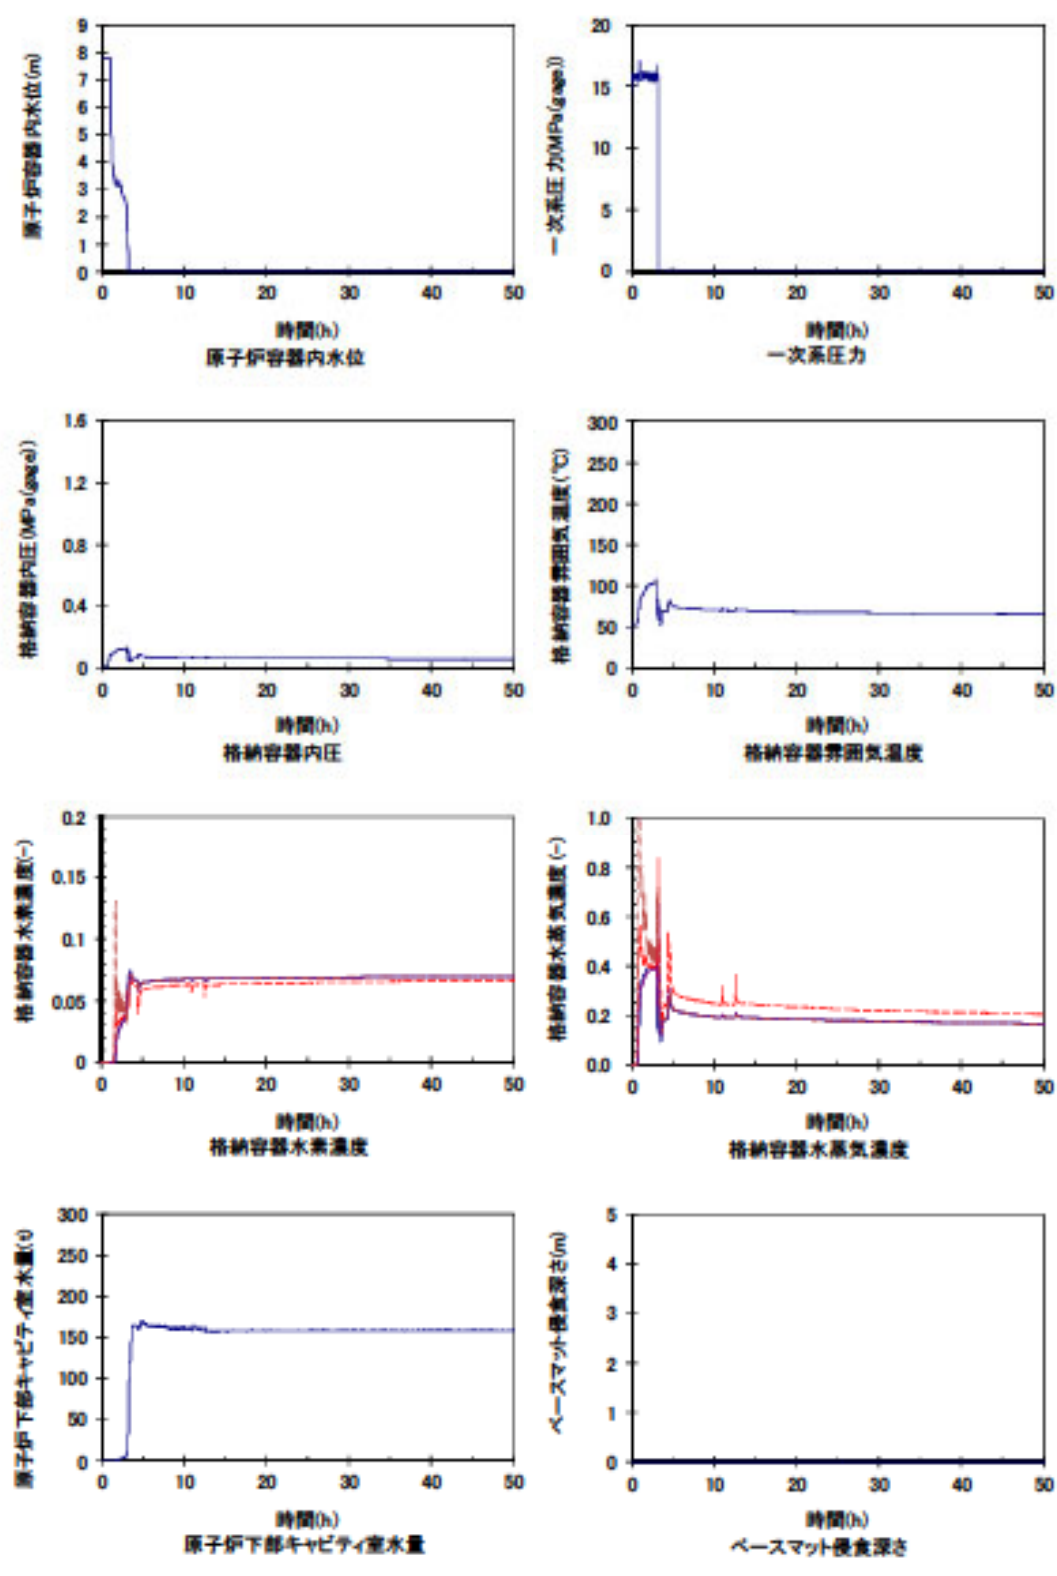 原子炉容器内水位(m)
9
8
7
6
5
4
3
2
1
0
0 10 20 30 40 50
時間(h)
原子炉容器内水位
一次系圧力(MPa(gage))
20
15
10
5
0
0 10 20 30 40 50
時間(h)
一次系圧力
格納容器内圧(MPa(gage))
1.6
1.2
0.8
0.4
0
0 10 20 30 40 50
時間(h)
格納容器内圧
格納容器雰囲気温度(℃)
300
250
200
150
100
50
0
0 10 20 30 40 50
時間(h)
格納容器雰囲気温度
格納容器水素濃度(-)
0.2
0.15
0.1
0.05
0
0 10 20 30 40 50
時間(h)
格納容器水素濃度
格納容器水蒸気濃度(-)
1.0
0.8
0.6
0.4
0.2
0.0
0 10 20 30 40 50
時間(h)
格納容器水蒸気濃度
原子炉下部キャビティ室水量(t)
300
250
200
150
100
50
0
0 10 20 30 40 50
時間(h)
原子炉下部キャビティ室水量
ベースマット侵食深さ(m)
5
4
3
2
1
0
0 10 20 30 40 50
時間(h)
ベースマット侵食深さ